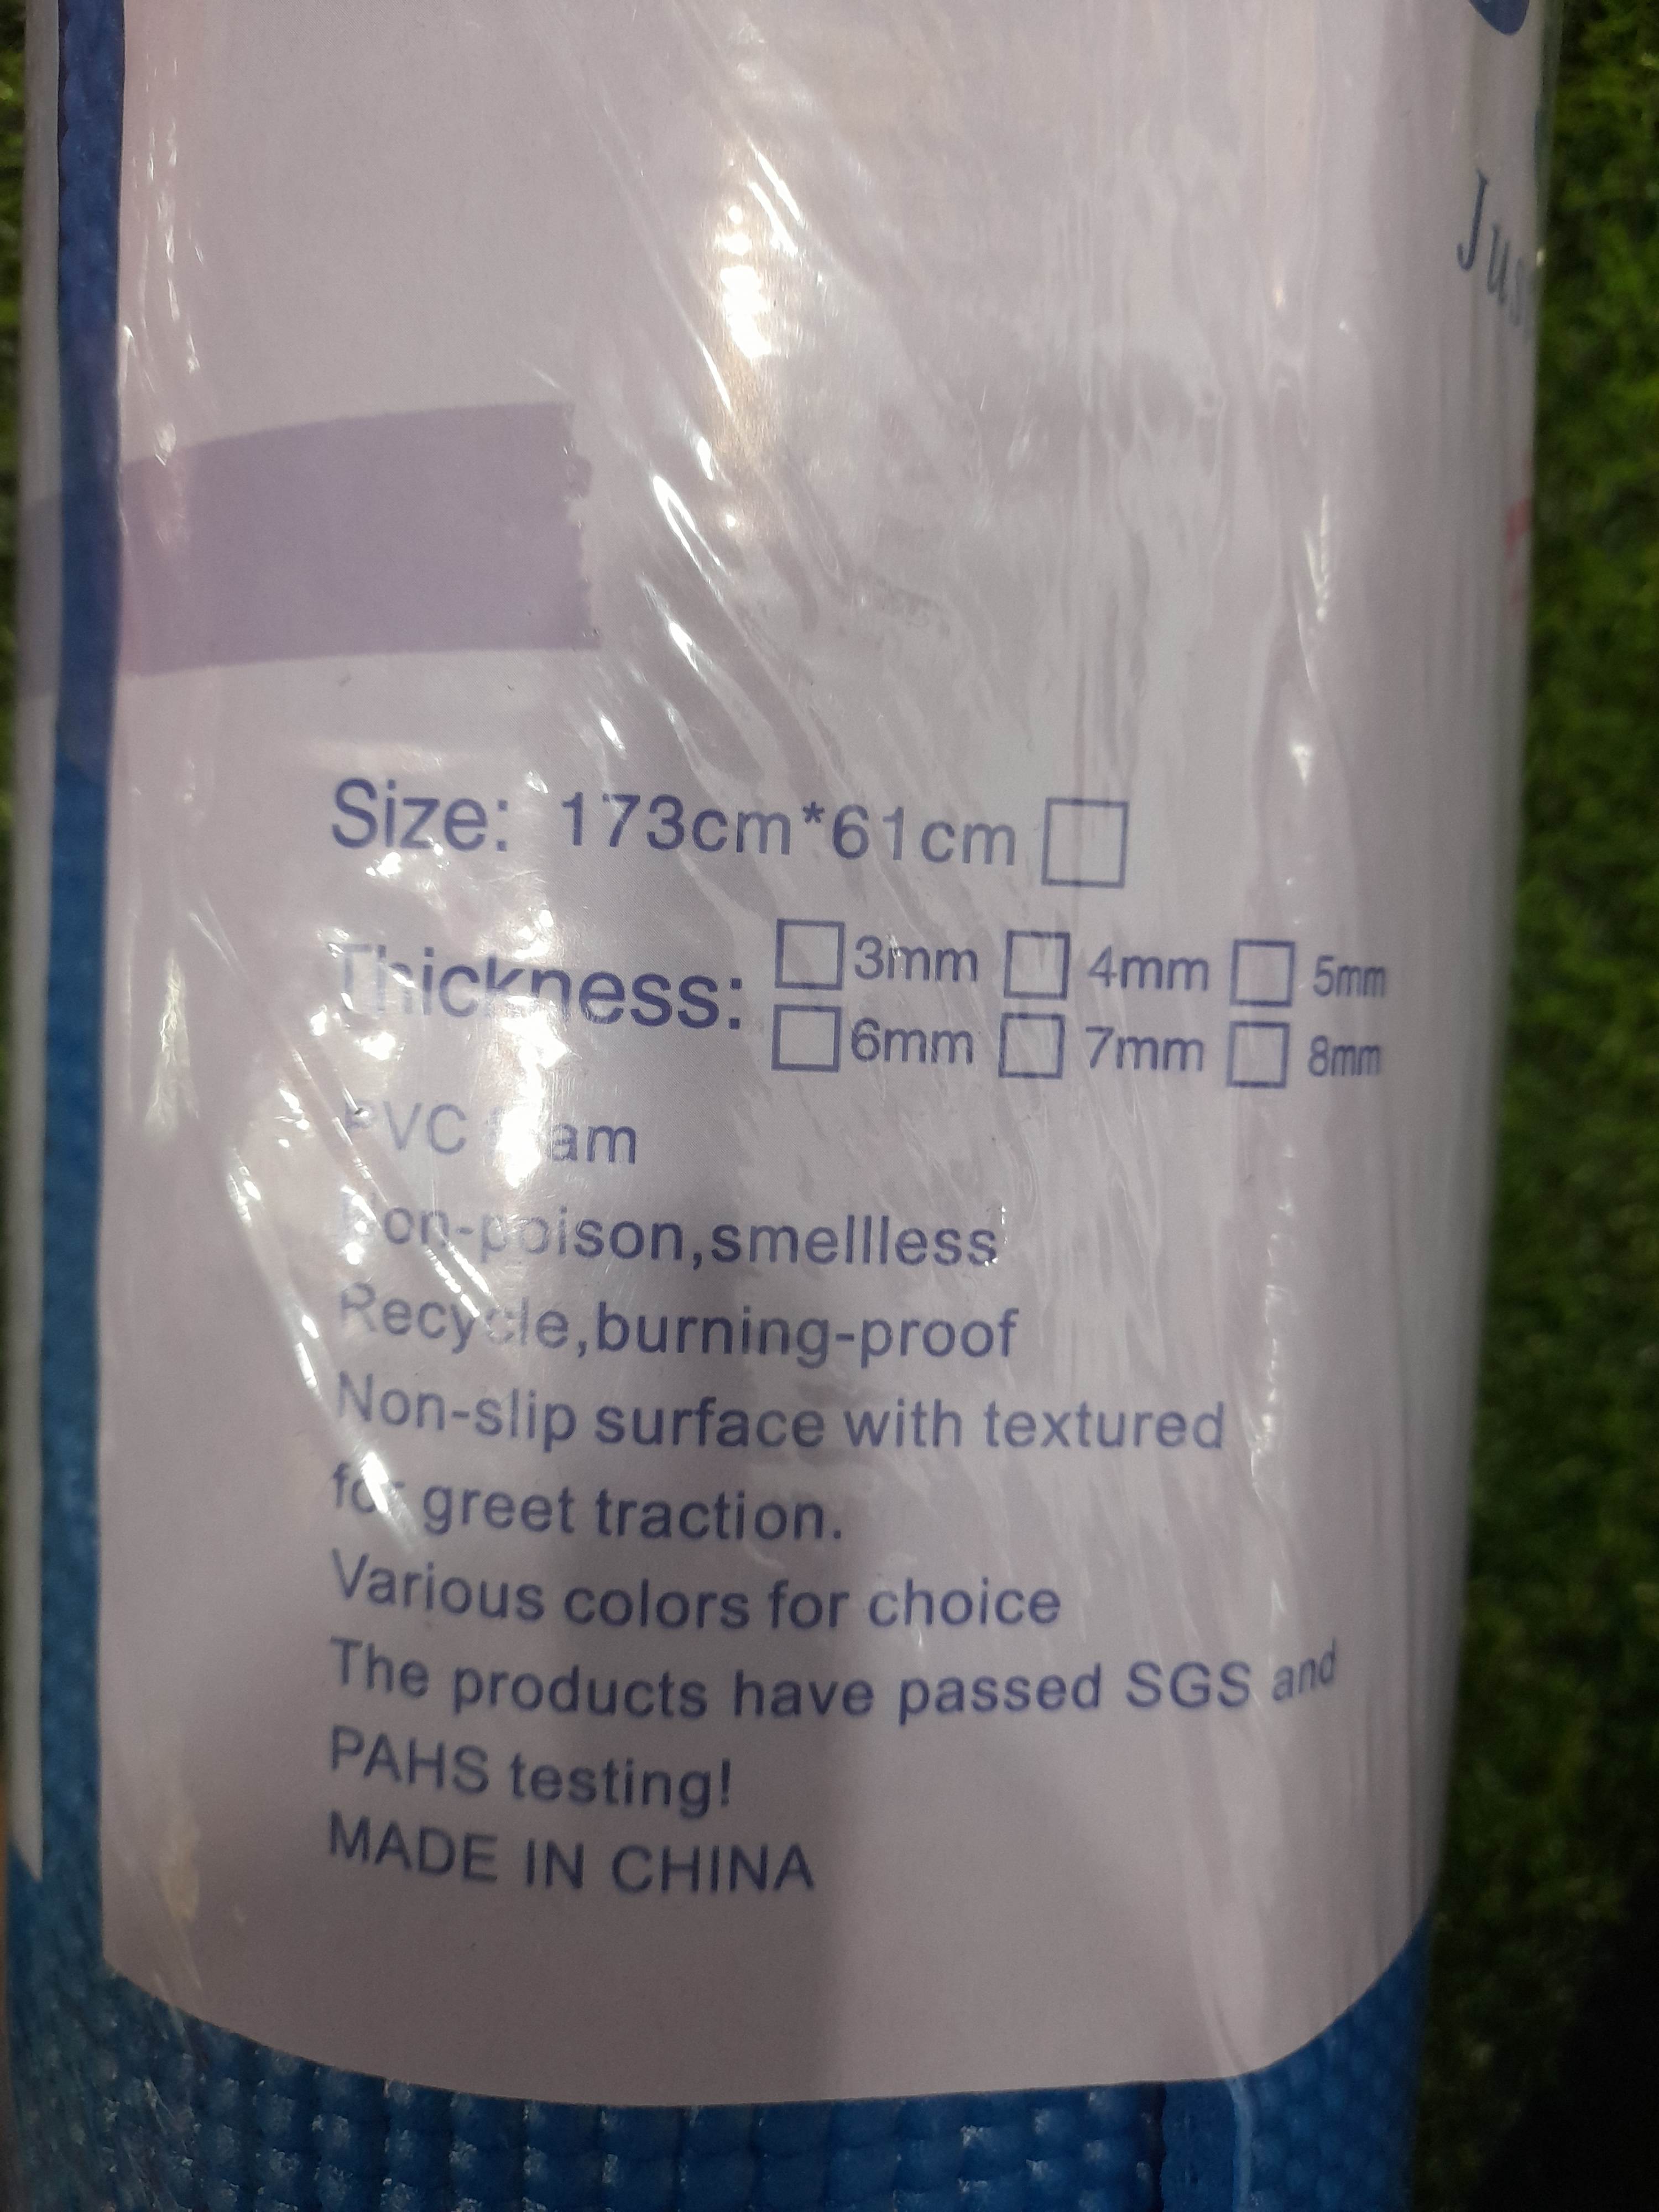 Size: 173cm*61cm
Thickness: 3mm 4mm 5mm
6mm 7mm 8mm
PVC
Non-poison,smellless
Recycle,burning-proof
Non-slip surface with textured
for greet traction.
Various colors for choice
The products have passed SGS and
PAHS testing!
MADE IN CHINA